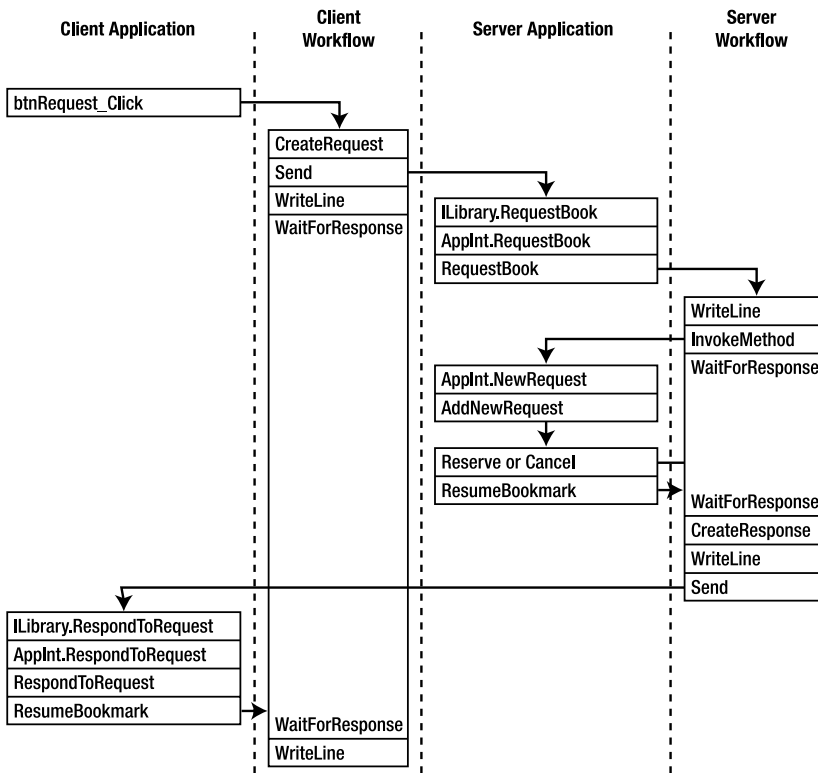 Client Application
Client
Workflow
Server Application
Server
Workflow
btnRequest_Click
CreateRequest
Send
WriteLine
WaitForResponse
ILibrary.RequestBook
AppInt.RequestBook
RequestBook
WriteLine
InvokeMethod
WaitForResponse
AppInt.NewRequest
AddNewRequest
Reserve or Cancel
ResumeBookmark
WaitForResponse
CreateResponse
WriteLine
Send
ILibrary.RespondToRequest
AppInt.RespondToRequest
RespondToRequest
ResumeBookmark
WaitForResponse
WriteLine